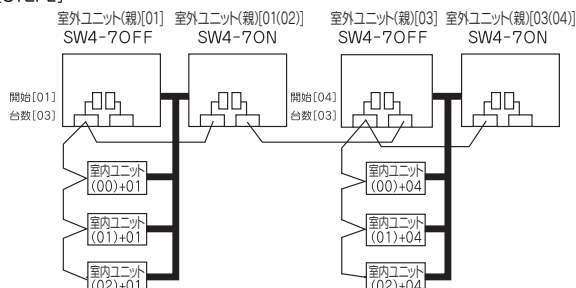 室外ユニット(親)[01] 室外ユニット(親)[01(02)] 室外ユニット(親)[03] 室外ユニット(親)[03(04)]
SW4-7OFF SW4-7ON SW4-7OFF SW4-7ON
開始[01] 開始[04]
台数[03] 台数[03]
室内ユニット 室内ユニット
(00)+01 (00)+04
室内ユニット 室内ユニット
(01)+01 (01)+04
室内ユニット 室内ユニット
(02)+01 (02)+04